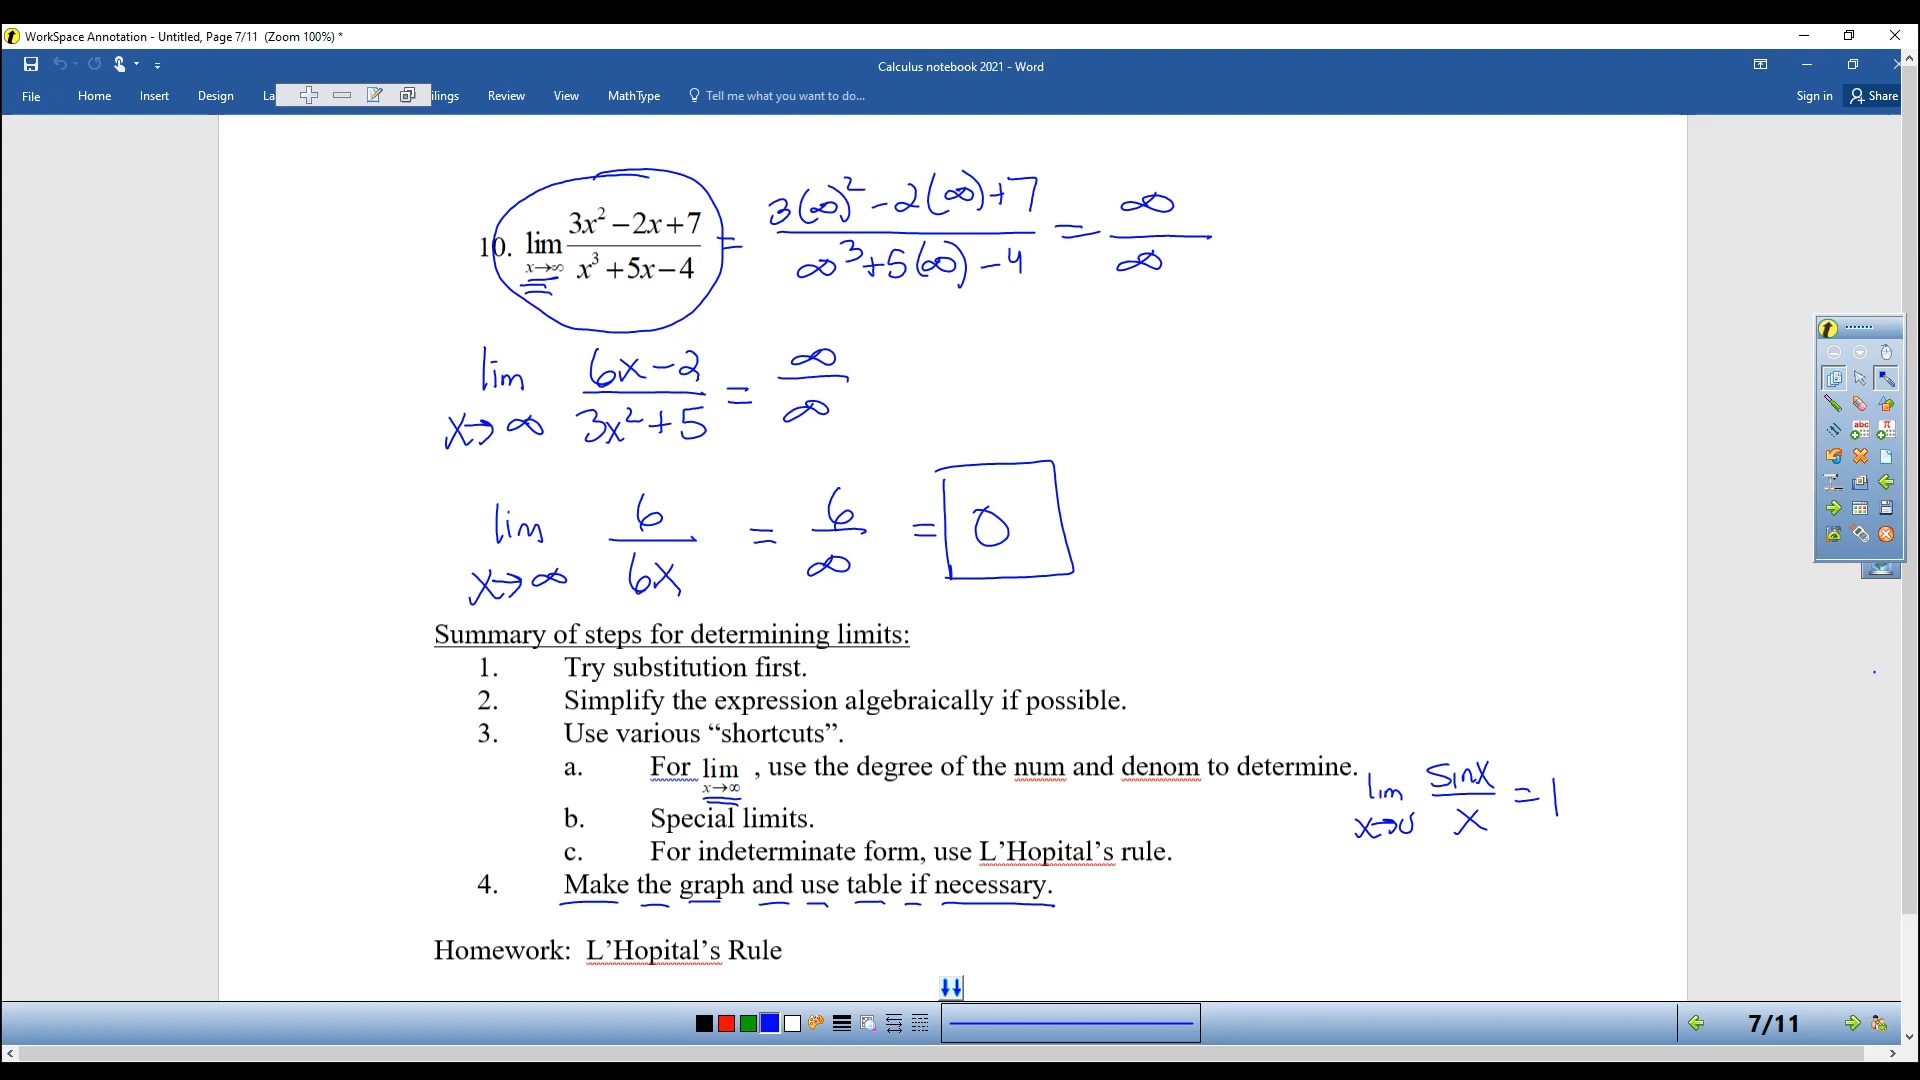 WorkSpace Annotation - Untitled, Page 7/11 (Zoom 100%) *
Calculus notebook 2021 - Word
File Home Insert Design La ilings Review View MathType Tell me what you want to do... Sign in Share
10. lim x→∞ (3x² − 2x + 7)/(x³ + 5x − 4) = (3(∞)² − 2(∞) + 7)/(∞³ + 5(∞) − 4) = ∞/∞
lim x→∞ (6x − 2)/(3x² + 5) = ∞/∞
lim x→∞ 6/6x = 6/∞ = 0
Summary of steps for determining limits:
1. Try substitution first.
2. Simplify the expression algebraically if possible.
3. Use various “shortcuts”.
a. For lim x→∞ , use the degree of the num and denom to determine.
lim x→0 sinx/x = 1
b. Special limits.
c. For indeterminate form, use L’Hopital’s rule.
4. Make the graph and use table if necessary.
Homework: L’Hopital’s Rule
7/11